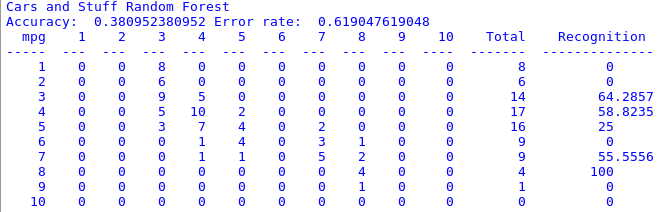 Cars and Stuff Random Forest
Accuracy:  0.380952380952 Error rate:  0.619047619048
  mpg    1    2    3    4    5    6    7    8    9   10    Total    Recognition
-----  ---  ---  ---  ---  ---  ---  ---  ---  ---  ---  -------  -------------
    1    0    0    8    0    0    0    0    0    0    0        8         0
    2    0    0    6    0    0    0    0    0    0    0        6         0
    3    0    0    9    5    0    0    0    0    0    0       14        64.2857
    4    0    0    5   10    2    0    0    0    0    0       17        58.8235
    5    0    0    3    7    4    0    2    0    0    0       16        25
    6    0    0    0    1    4    0    3    1    0    0        9         0
    7    0    0    0    1    1    0    5    2    0    0        9        55.5556
    8    0    0    0    0    0    0    0    4    0    0        4       100
    9    0    0    0    0    0    0    0    1    0    0        1         0
   10    0    0    0    0    0    0    0    0    0    0        0         0